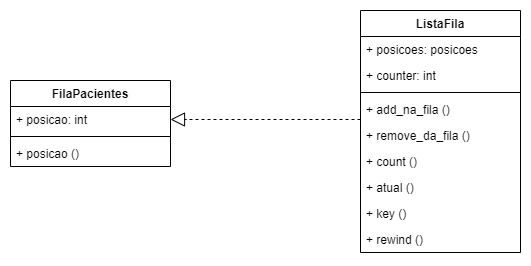 FilaPacientes
+ posicao: int
+ posicao ()
ListaFila
+ posicoes: posicoes
+ counter: int
+ add_na_fila ()
+ remove_da_fila ()
+ count ()
+ atual ()
+ key ()
+ rewind ()